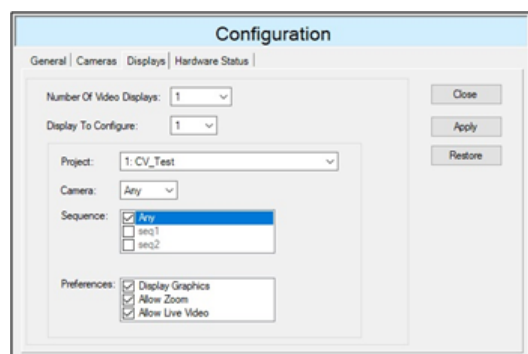 Configuration
General Cameras Displays Hardware Status
Number Of Video Displays: 1
Close
Display To Configure: 1
Apply
Project: 1: CV_Test
Restore
Camera: Any
Sequence: Any
seq1
seq2
Preferences: Display Graphics
Allow Zoom
Allow Live Video